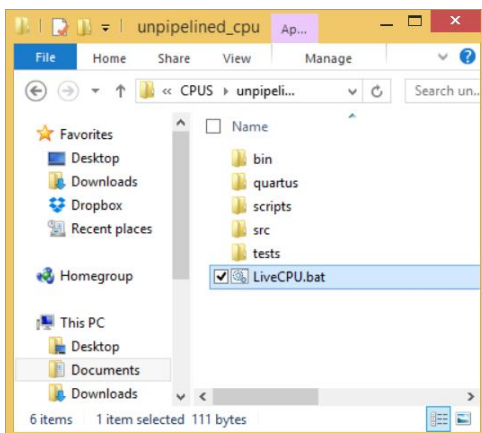 unpipelined_cpu
Ap...
File Home Share View Manage
« CPUS unpipeli... Search un..
Favorites
Desktop
Downloads
Dropbox
Recent places
Homegroup
This PC
Desktop
Documents
Downloads
Name
bin
quartus
scripts
src
tests
LiveCPU.bat
6 items 1 item selected 111 bytes